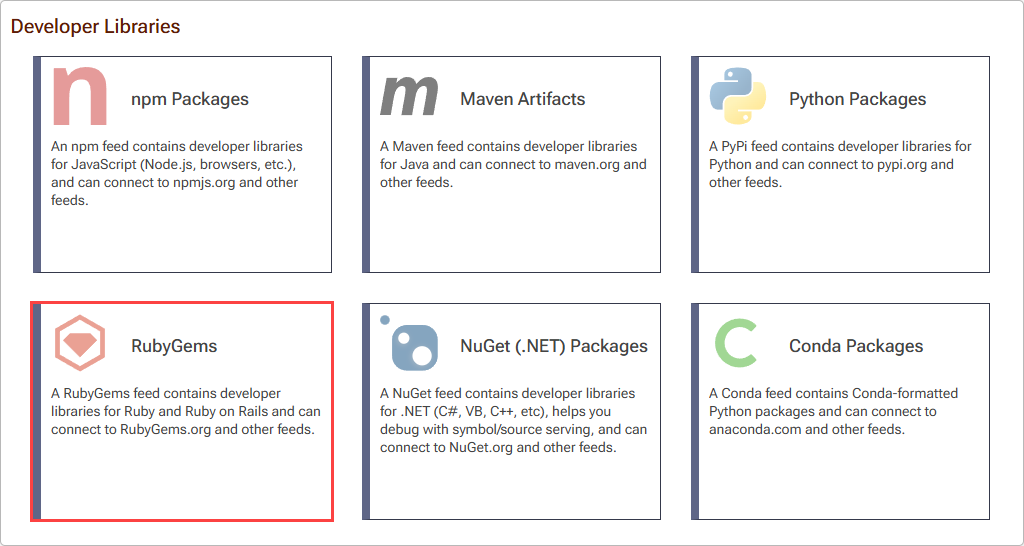 Developer Libraries
n
npm Packages
An npm feed contains developer libraries
for JavaScript (Node.js, browsers, etc.),
and can connect to npmjs.org and other
feeds.
m
Maven Artifacts
A Maven feed contains developer libraries
for Java and can connect to maven.org and
other feeds.
Python Packages
A PyPi feed contains developer libraries for
Python and can connect to pypi.org and
other feeds.
RubyGems
A RubyGems feed contains developer
libraries for Ruby and Ruby on Rails and can
connect to RubyGems.org and other feeds.
NuGet (.NET) Packages
A NuGet feed contains developer libraries
for .NET (C#, VB, C++, etc), helps you
debug with symbol/source serving, and can
connect to NuGet.org and other feeds.
Conda Packages
A Conda feed contains Conda-formatted
Python packages and can connect to
anaconda.com and other feeds.